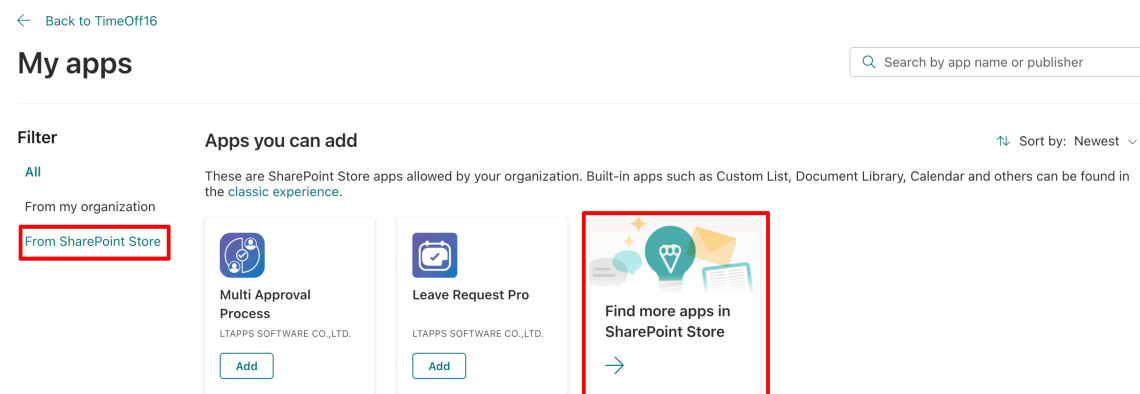 Back to TimeOff16
My apps
Search by app name or publisher
Filter
All
From my organization
From SharePoint Store
Apps you can add
Sort by: Newest
These are SharePoint Store apps allowed by your organization. Built-in apps such as Custom List, Document Library, Calendar and others can be found in
the classic experience.
Multi Approval
Process
LTAPPS SOFTWARE CO.,LTD.
Add
Leave Request Pro
LTAPPS SOFTWARE CO.,LTD.
Add
Find more apps in
SharePoint Store